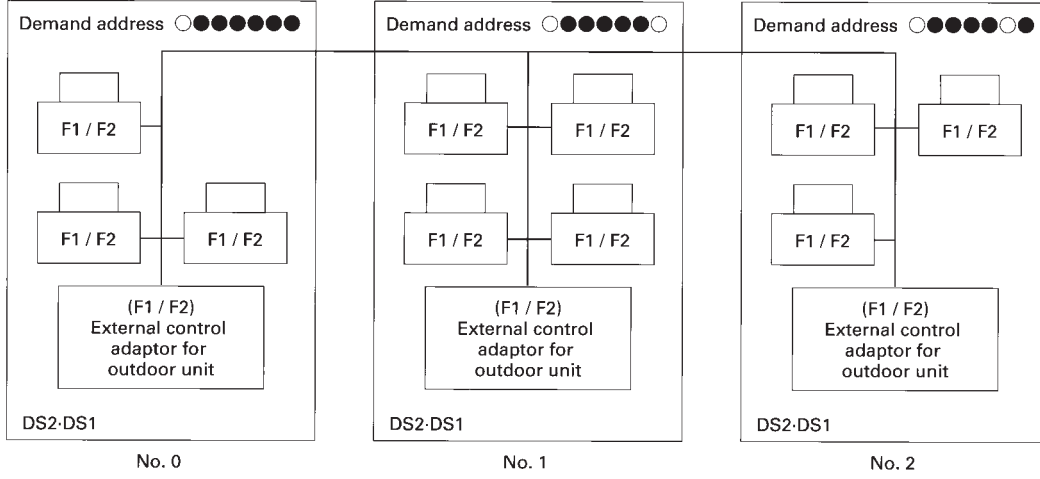 Demand address ○●●●●●●
F1 / F2
F1 / F2
F1 / F2
(F1 / F2)
External control
adaptor for
outdoor unit
DS2·DS1
No. 0
Demand address ○●●●●●○
F1 / F2
F1 / F2
F1 / F2
F1 / F2
(F1 / F2)
External control
adaptor for
outdoor unit
DS2·DS1
No. 1
Demand address ○●●●●○●
F1 / F2
F1 / F2
F1 / F2
(F1 / F2)
External control
adaptor for
outdoor unit
DS2·DS1
No. 2